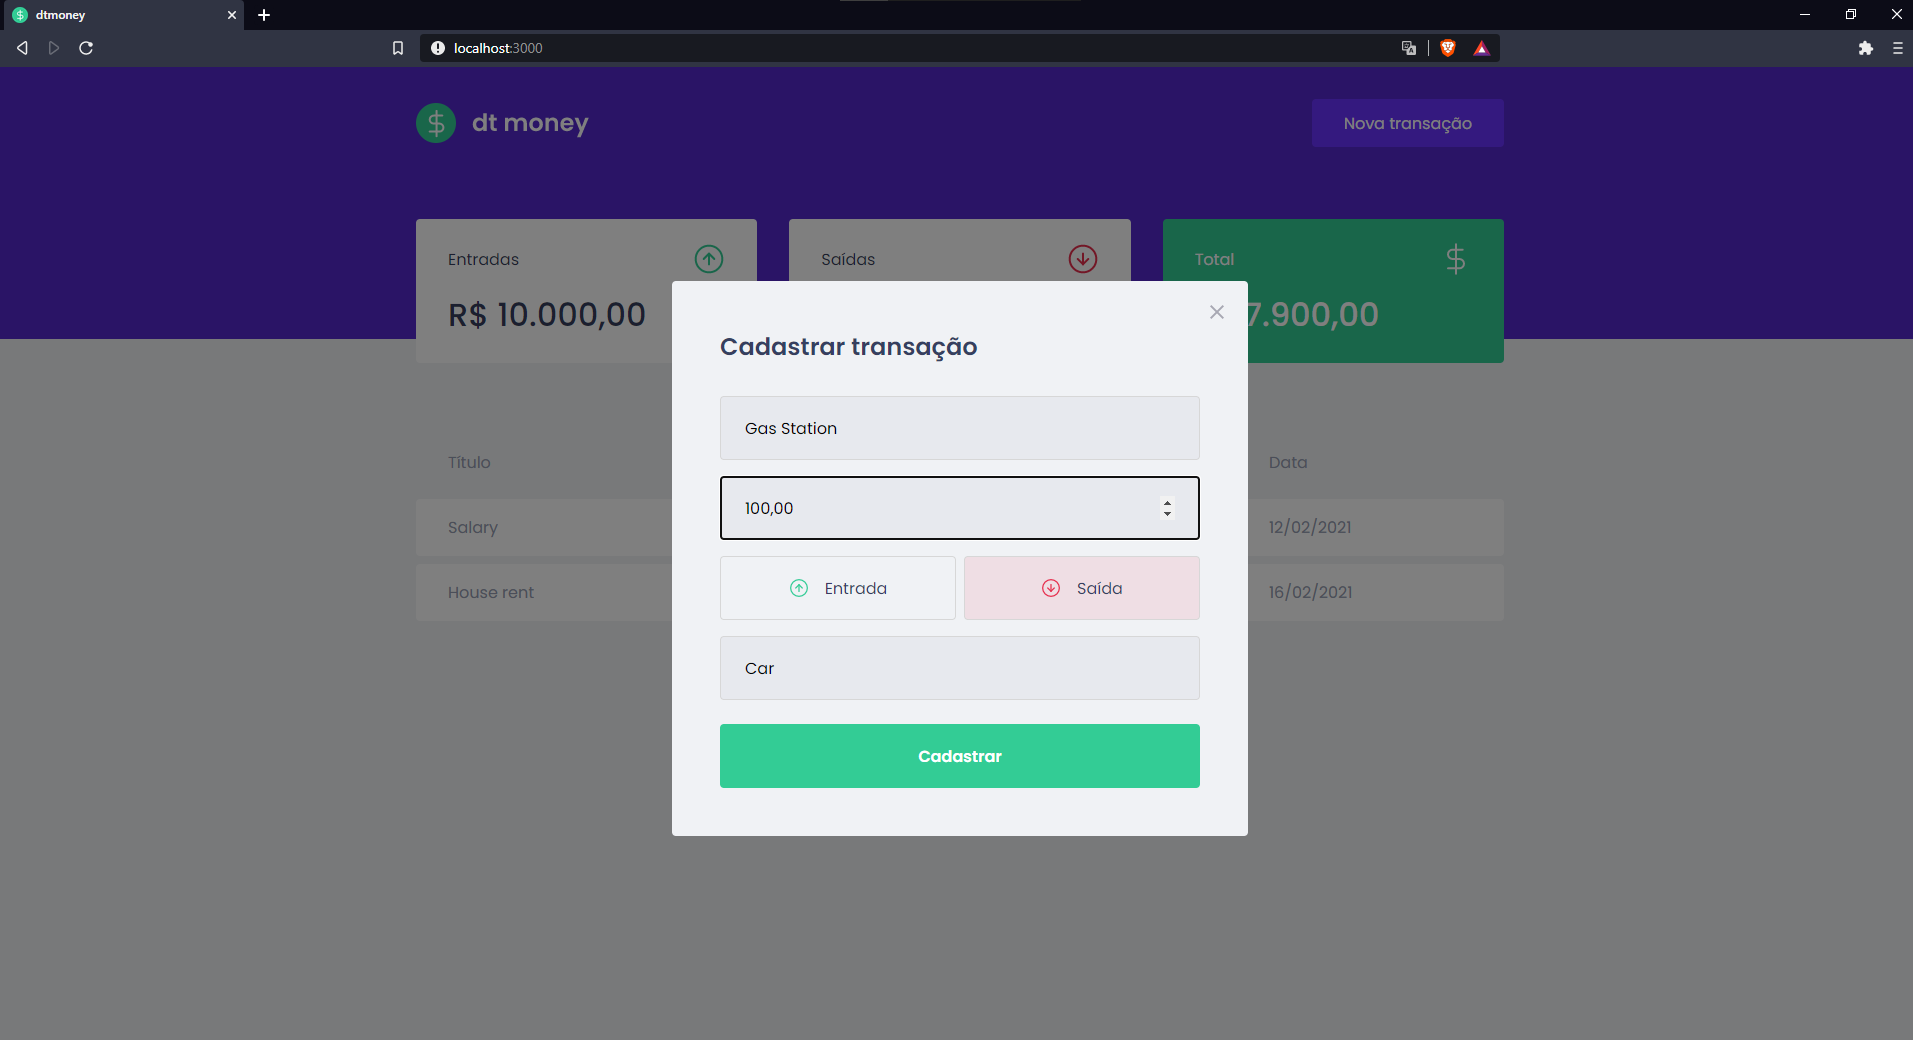 dtmoney
localhost:3000
dt money
Nova transação
Entradas
Saídas
Total
R$ 10.000,00
7.900,00
Cadastrar transação
Gas Station
100,00
Entrada
Saída
Car
Cadastrar
Título
Data
Salary
12/02/2021
House rent
16/02/2021